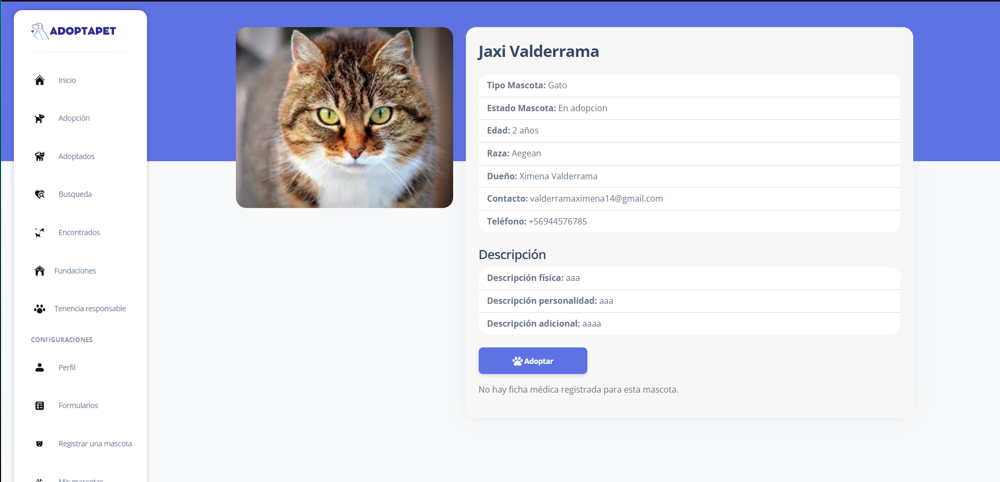 ADOPTAPET
Inicio
Adopción
Adoptados
Busqueda
Encontrados
Fundaciones
Tenencia responsable
CONFIGURACIONES
Perfil
Formularios
Registrar una mascota
Mis mascotas
Jaxi Valderrama
Tipo Mascota: Gato
Estado Mascota: En adopcion
Edad: 2 años
Raza: Aegean
Dueño: Ximena Valderrama
Contacto: valderramaximena14@gmail.com
Teléfono: +56944576785
Descripción
Descripción física: aaa
Descripción personalidad: aaa
Descripción adicional: aaaa
Adoptar
No hay ficha médica registrada para esta mascota.